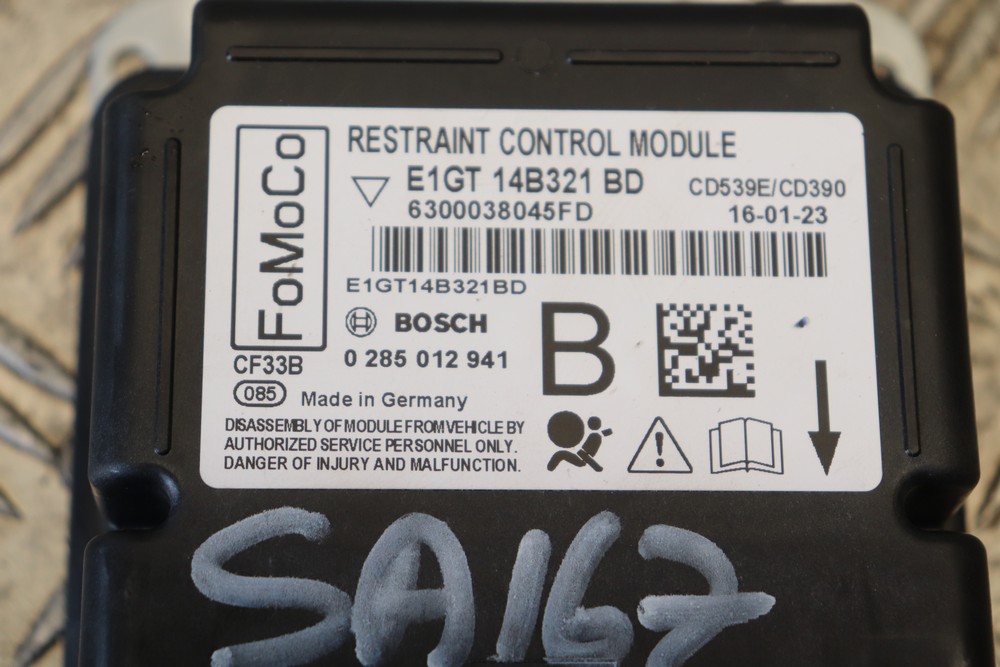 FoMoCo
RESTRAINT CONTROL MODULE
E1GT 14B321 BD
CD539E/CD390
6300038045FD
16-01-23
E1GT14B321BD
BOSCH
B
0 285 012 941
CF33B
085
Made in Germany
DISASSEMBLY OF MODULE FROM VEHICLE BY
AUTHORIZED SERVICE PERSONNEL ONLY.
DANGER OF INJURY AND MALFUNCTION.
SA167